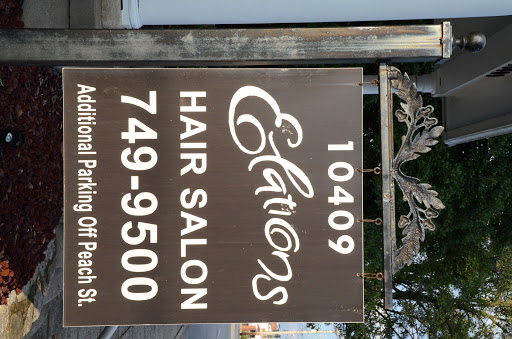 10409
Elations
HAIR SALON
749-9500
Additional Parking Off Peach St.